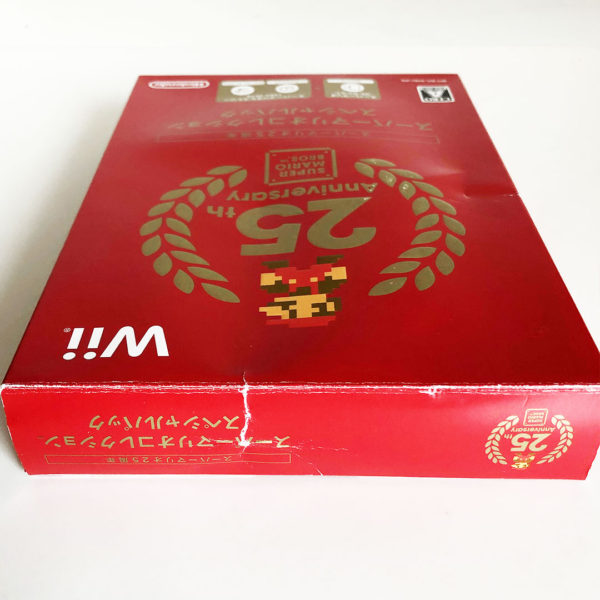 Wii®
SUPER
MARIO
BROS.™
25th
Anniversary
スーパーマリオ25周年
スーパーマリオコレクション
スペシャルパック
Nintendo
スーパーマリオ25周年
スーパーマリオコレクション
スペシャルパック
25th
Anniversary